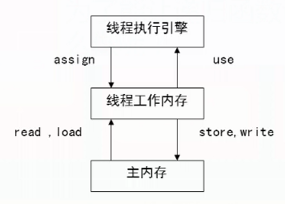 线程执行引擎
assign use
线程工作内存
read ,load store,write
主内存